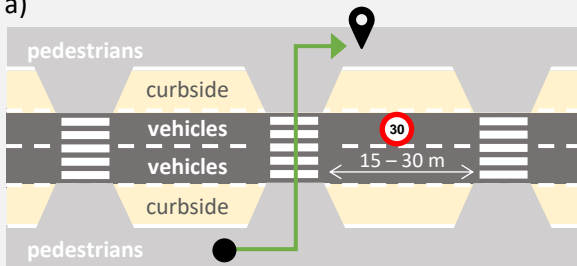 a)
pedestrians
curbside
vehicles
30
vehicles
15 – 30 m
curbside
pedestrians